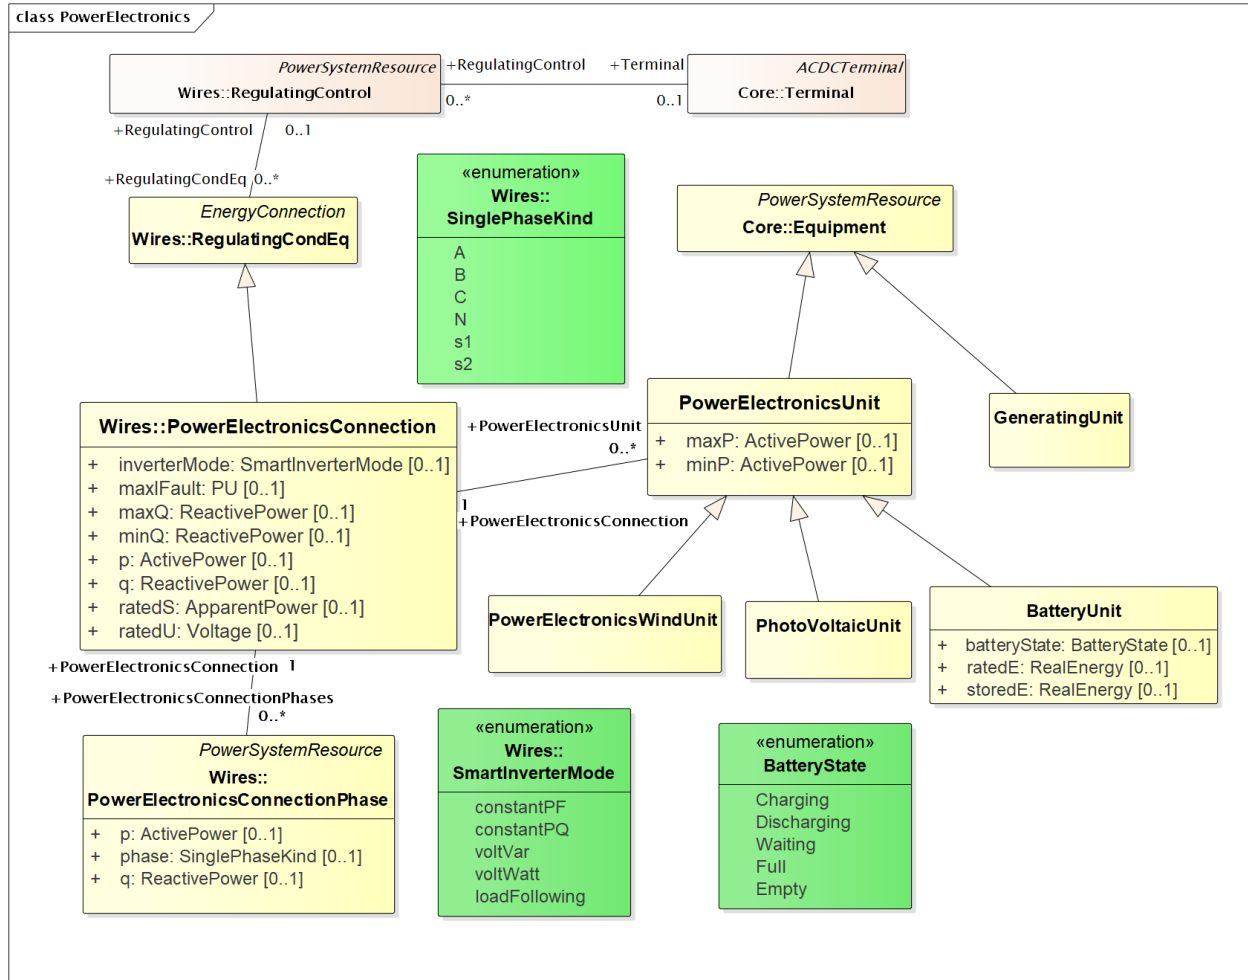 class PowerElectronics
PowerSystemResource
Wires::RegulatingControl
+RegulatingControl
+Terminal
0..*
0..1
ACDCTerminal
Core::Terminal
+RegulatingControl
0..1
+RegulatingCondEq
0..*
EnergyConnection
Wires::RegulatingCondEq
«enumeration»
Wires::
SinglePhaseKind
A
B
C
N
s1
s2
PowerSystemResource
Core::Equipment
Wires::PowerElectronicsConnection
+ inverterMode: SmartInverterMode [0..1]
+ maxIFault: PU [0..1]
+ maxQ: ReactivePower [0..1]
+ minQ: ReactivePower [0..1]
+ p: ActivePower [0..1]
+ q: ReactivePower [0..1]
+ ratedS: ApparentPower [0..1]
+ ratedU: Voltage [0..1]
+PowerElectronicsUnit
0..*
1
+PowerElectronicsConnection
PowerElectronicsUnit
+ maxP: ActivePower [0..1]
+ minP: ActivePower [0..1]
GeneratingUnit
PowerElectronicsWindUnit
PhotoVoltaicUnit
BatteryUnit
+ batteryState: BatteryState [0..1]
+ ratedE: RealEnergy [0..1]
+ storedE: RealEnergy [0..1]
+PowerElectronicsConnection
1
+PowerElectronicsConnectionPhases
0..*
PowerSystemResource
Wires::
PowerElectronicsConnectionPhase
+ p: ActivePower [0..1]
+ phase: SinglePhaseKind [0..1]
+ q: ReactivePower [0..1]
«enumeration»
Wires::
SmartInverterMode
constantPF
constantPQ
voltVar
voltWatt
loadFollowing
«enumeration»
BatteryState
Charging
Discharging
Waiting
Full
Empty